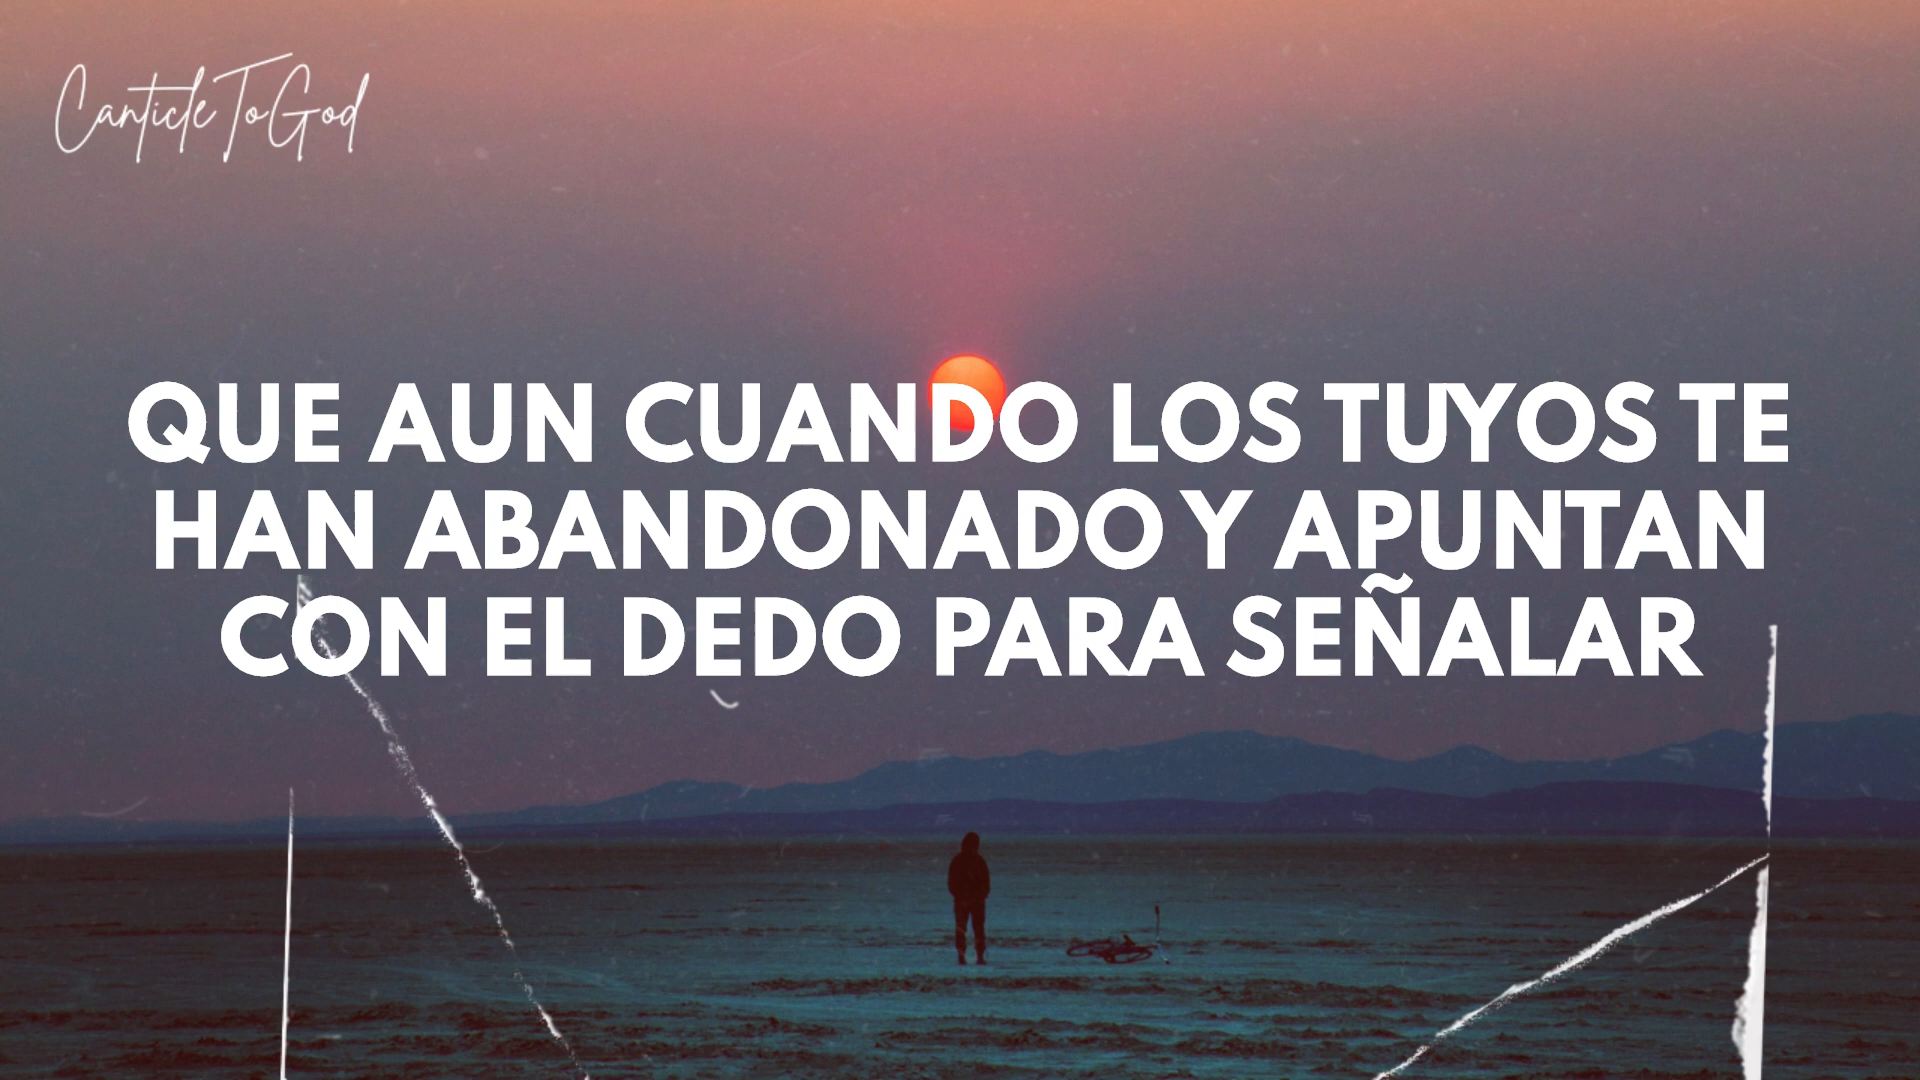 CanticleToGod
QUE AUN CUANDO LOS TUYOS TE
HAN ABANDONADO Y APUNTAN
CON EL DEDO PARA SEÑALAR